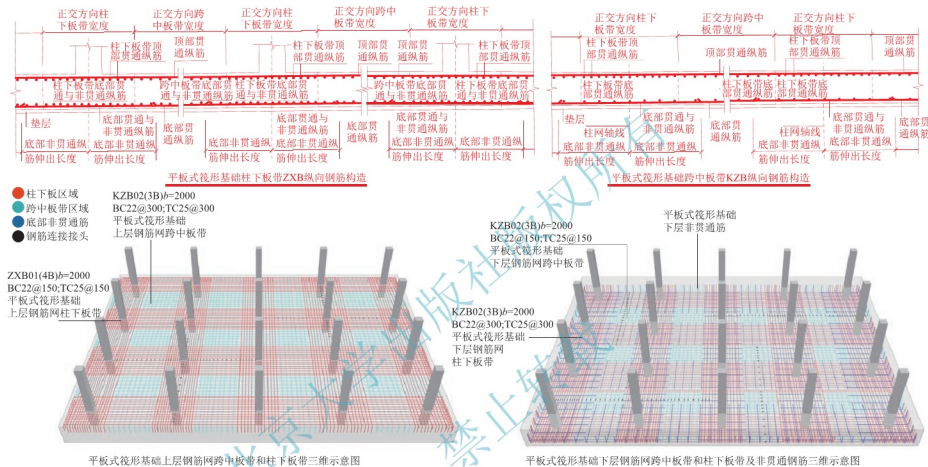 正交方向柱
下板带宽度
正交方向跨
中板带宽度
正交方向柱
下板带宽度
正交方向跨
中板带宽度
正交方向柱下
板带宽度
柱下板带顶
部贯通纵筋
顶部贯
通纵筋
柱下板带顶
部贯通纵筋
顶部贯
通纵筋
柱下板带顶
部贯通纵筋
柱下板带底部贯
通与非贯通纵筋
跨中板带底部贯
通与非贯通纵筋
柱下板带底部贯
通与非贯通纵筋
跨中板带底部贯
通与非贯通纵筋
柱下板带底部贯
通与非贯通纵筋
垫层
底部贯通与
非贯通纵筋
底部贯
通纵筋
底部贯通与
非贯通纵筋
底部贯
通纵筋
底部贯通与
非贯通纵筋
底部非贯通纵
筋伸出长度
底部非贯通纵
筋伸出长度
底部非贯通纵
筋伸出长度
平板式筏形基础柱下板带ZXB纵向钢筋构造
正交方向柱下
板带宽度
正交方向跨中
板带宽度
正交方向柱下
板带宽度
柱下板带顶
部贯通纵筋
顶部贯通纵筋
柱下板带顶
部贯通纵筋
顶部贯
通纵筋
柱下板带底
部贯通与
非贯通纵筋
跨中板带底
部贯通与
非贯通纵筋
柱下板带底
部贯通与
非贯通纵筋
垫层
底部贯通与
非贯通纵筋
底部贯
通纵筋
底部贯通与
非贯通纵筋
底部贯
通纵筋
柱网轴线
柱网轴线
底部非贯通纵
筋伸出长度
底部非贯通纵
筋伸出长度
平板式筏形基础跨中板带KZB纵向钢筋构造
柱下板区域
跨中板带区域
底部非贯通筋
钢筋连接接头
KZB02(3B)b=2000
BC22@300;TC25@300
平板式筏形基础
上层钢筋网跨中板带
ZXB01(4B)b=2000
BC22@150;TC25@150
平板式筏形基础
上层钢筋网柱下板带
平板式筏形基础上层钢筋网跨中板带和柱下板带三维示意图
平板式筏形基础
下层非贯通筋
KZB02(3B)b=2000
BC22@150;TC25@150
平板式筏形基础
下层钢筋网跨中板带
KZB02(3B)b=2000
BC22@300;TC25@300
平板式筏形基础
下层钢筋网
柱下板带
平板式筏形基础下层钢筋网跨中板带和柱下板带及非贯通钢筋三维示意图
北京大学出版社版权所有
禁止转载